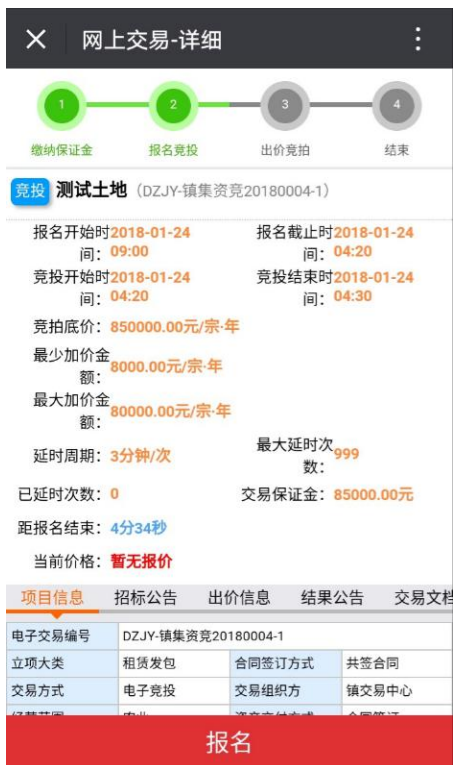 网上交易-详细
1 2 3 4
缴纳保证金 报名竞投 出价竞拍 结束
竞投 测试土地 (DZJY-镇集资竞20180004-1)
报名开始时间: 2018-01-24 09:00 报名截止时间: 2018-01-24 04:20
竞投开始时间: 2018-01-24 04:20 竞投结束时间: 2018-01-24 04:30
竞拍底价: 850000.00元/宗·年
最少加价金额: 8000.00元/宗·年
最大加价金额: 80000.00元/宗·年
延时周期: 3分钟/次 最大延时次数: 999
已延时次数: 0 交易保证金: 85000.00元
距报名结束: 4分34秒
当前价格: 暂无报价
项目信息 招标公告 出价信息 结果公告 交易文档
电子交易编号 DZJY-镇集资竞20180004-1
立项大类 租赁发包 合同签订方式 共签合同
交易方式 电子竞投 交易组织方 镇交易中心
报名